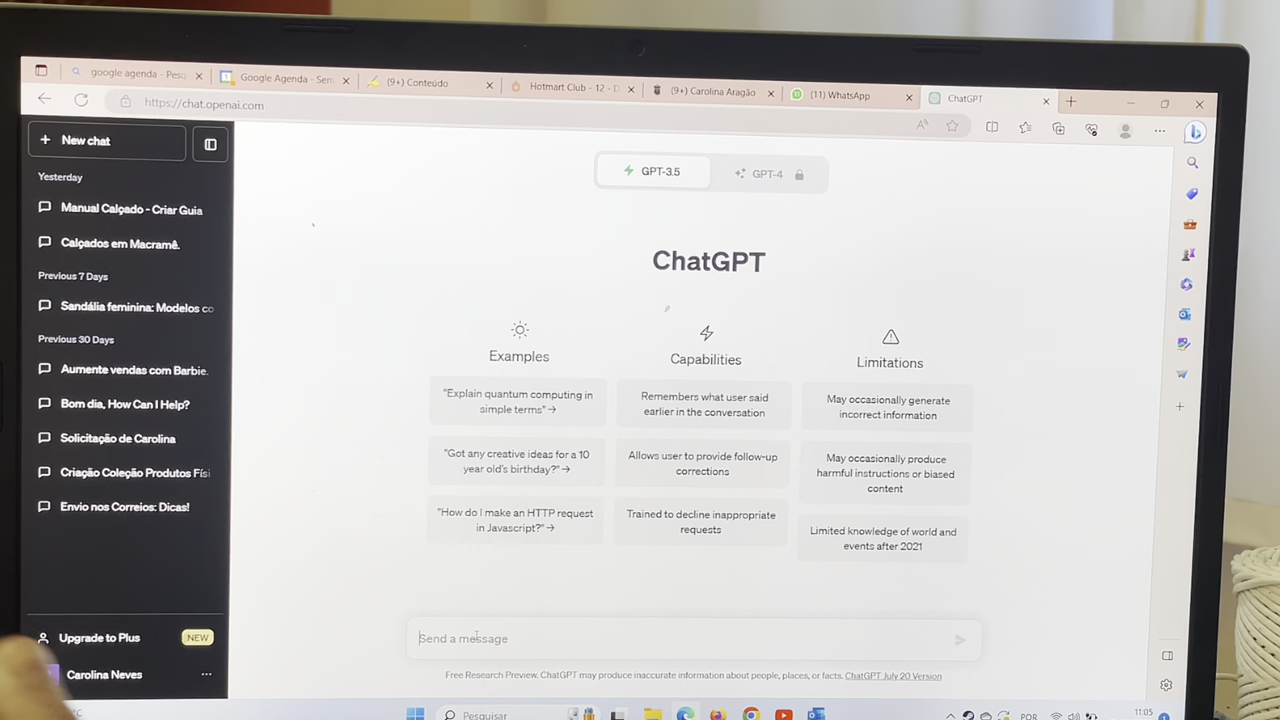 google agenda - Pesq
Google Agenda - Sem
(9+) Conteúdo
Hotmart Club - 12 - D
(9+) Carolina Aragão
(11) WhatsApp
ChatGPT
https://chat.openai.com
New chat
Yesterday
Manual Calçado - Criar Guia
Calçados em Macramê.
Previous 7 Days
Sandália feminina: Modelos co
Previous 30 Days
Aumente vendas com Barbie.
Bom dia, How Can I Help?
Solicitação de Carolina
Criação Coleção Produtos Físi
Envio nos Correios: Dicas!
Upgrade to Plus
NEW
Carolina Neves
GPT-3.5
GPT-4
ChatGPT
Examples
"Explain quantum computing in
simple terms" →
"Got any creative ideas for a 10
year old's birthday?" →
"How do I make an HTTP request
in Javascript?" →
Capabilities
Remembers what user said
earlier in the conversation
Allows user to provide follow-up
corrections
Trained to decline inappropriate
requests
Limitations
May occasionally generate
incorrect information
May occasionally produce
harmful instructions or biased
content
Limited knowledge of world and
events after 2021
Send a message
Free Research Preview. ChatGPT may produce inaccurate information about people, places, or facts. ChatGPT July 20 Version
Pesquisar
POR
11:05